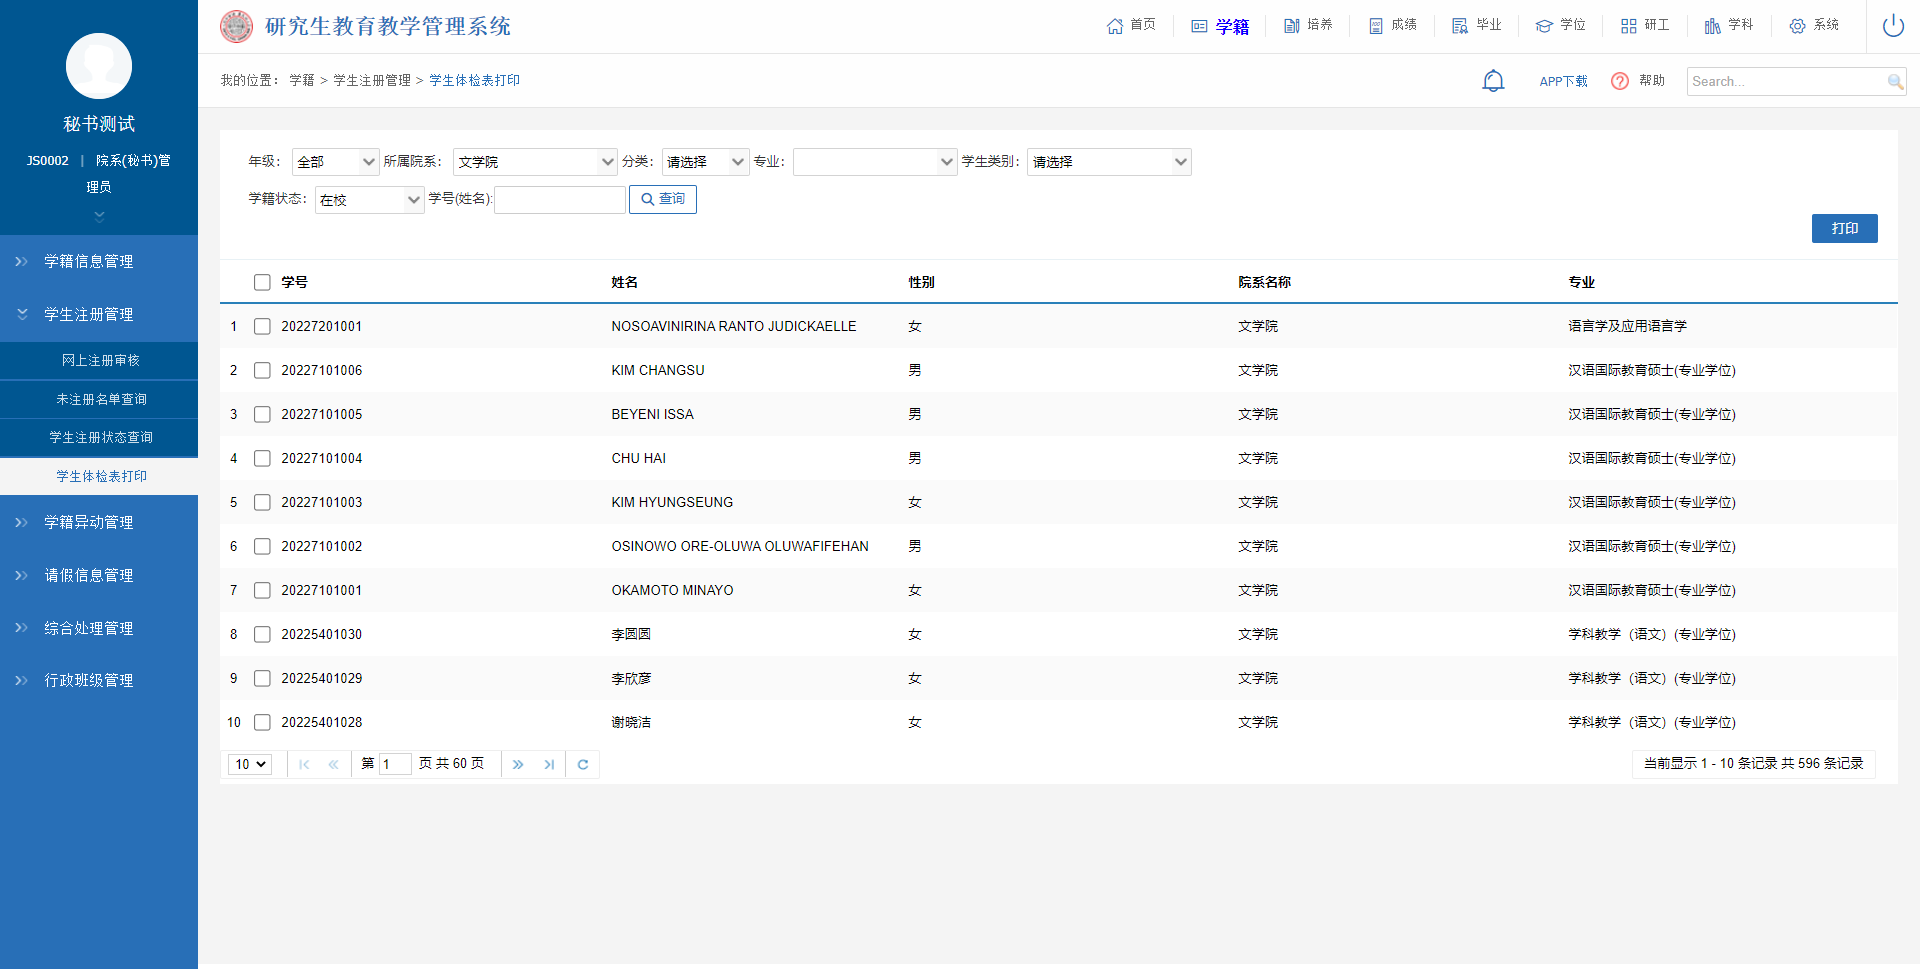 研究生教育教学管理系统
首页 学籍 培养 成绩 毕业 学位 研工 学科 系统
我的位置： 学籍 > 学生注册管理 > 学生体检表打印
APP下载 帮助 Search...
秘书测试
JS0002 | 院系(秘书)管
理员
学籍信息管理
学生注册管理
网上注册审核
未注册名单查询
学生注册状态查询
学生体检表打印
学籍异动管理
请假信息管理
综合处理管理
行政班级管理
年级： 全部 所属院系： 文学院 分类： 请选择 专业： 学生类别： 请选择
学籍状态： 在校 学号(姓名): 查询
打印
学号 姓名 性别 院系名称 专业
1 20227201001 NOSOAVINIRINA RANTO JUDICKAELLE 女 文学院 语言学及应用语言学
2 20227101006 KIM CHANGSU 男 文学院 汉语国际教育硕士(专业学位)
3 20227101005 BEYENI ISSA 男 文学院 汉语国际教育硕士(专业学位)
4 20227101004 CHU HAI 男 文学院 汉语国际教育硕士(专业学位)
5 20227101003 KIM HYUNGSEUNG 女 文学院 汉语国际教育硕士(专业学位)
6 20227101002 OSINOWO ORE-OLUWA OLUWAFIFEHAN 男 文学院 汉语国际教育硕士(专业学位)
7 20227101001 OKAMOTO MINAYO 女 文学院 汉语国际教育硕士(专业学位)
8 20225401030 李圆圆 女 文学院 学科教学（语文）(专业学位)
9 20225401029 李欣彦 女 文学院 学科教学（语文）(专业学位)
10 20225401028 谢晓洁 女 文学院 学科教学（语文）(专业学位)
10 第 1 页 共 60 页
当前显示 1 - 10 条记录 共 596 条记录